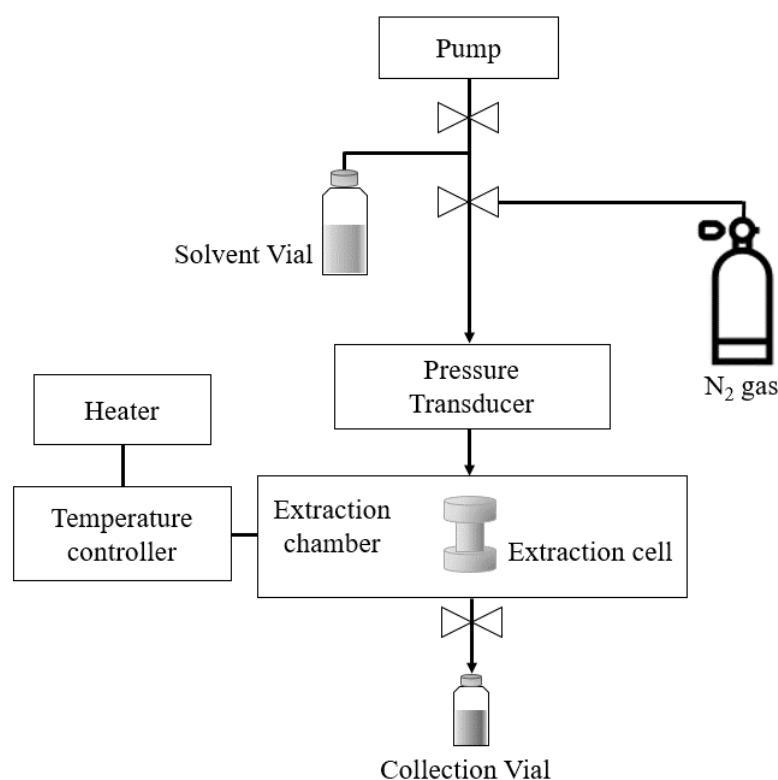 Pump
Solvent Vial
N₂ gas
Pressure
Transducer
Heater
Temperature
controller
Extraction
chamber
Extraction cell
Collection Vial